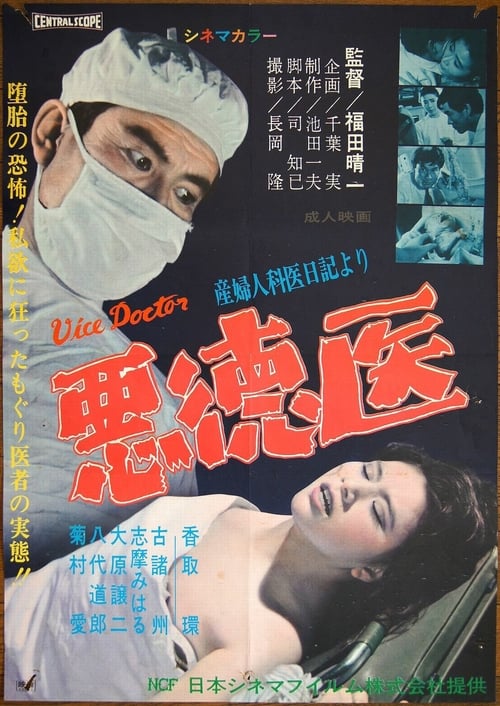 CENTRALSCOPE
シネマカラー
監督/福田晴一
企画/千葉 実
制作/池田一夫
脚本/司 知已
撮影/長岡 隆
成人映画
堕胎の恐怖!私欲に狂ったもぐり医者の実態!!
産婦人科医日記より
Vice Doctor
悪徳医
香取 環
古諸 州
志摩みはる
大原譲二
八代道郎
菊村 愛
NCF 日本シネマフイルム株式会社提供